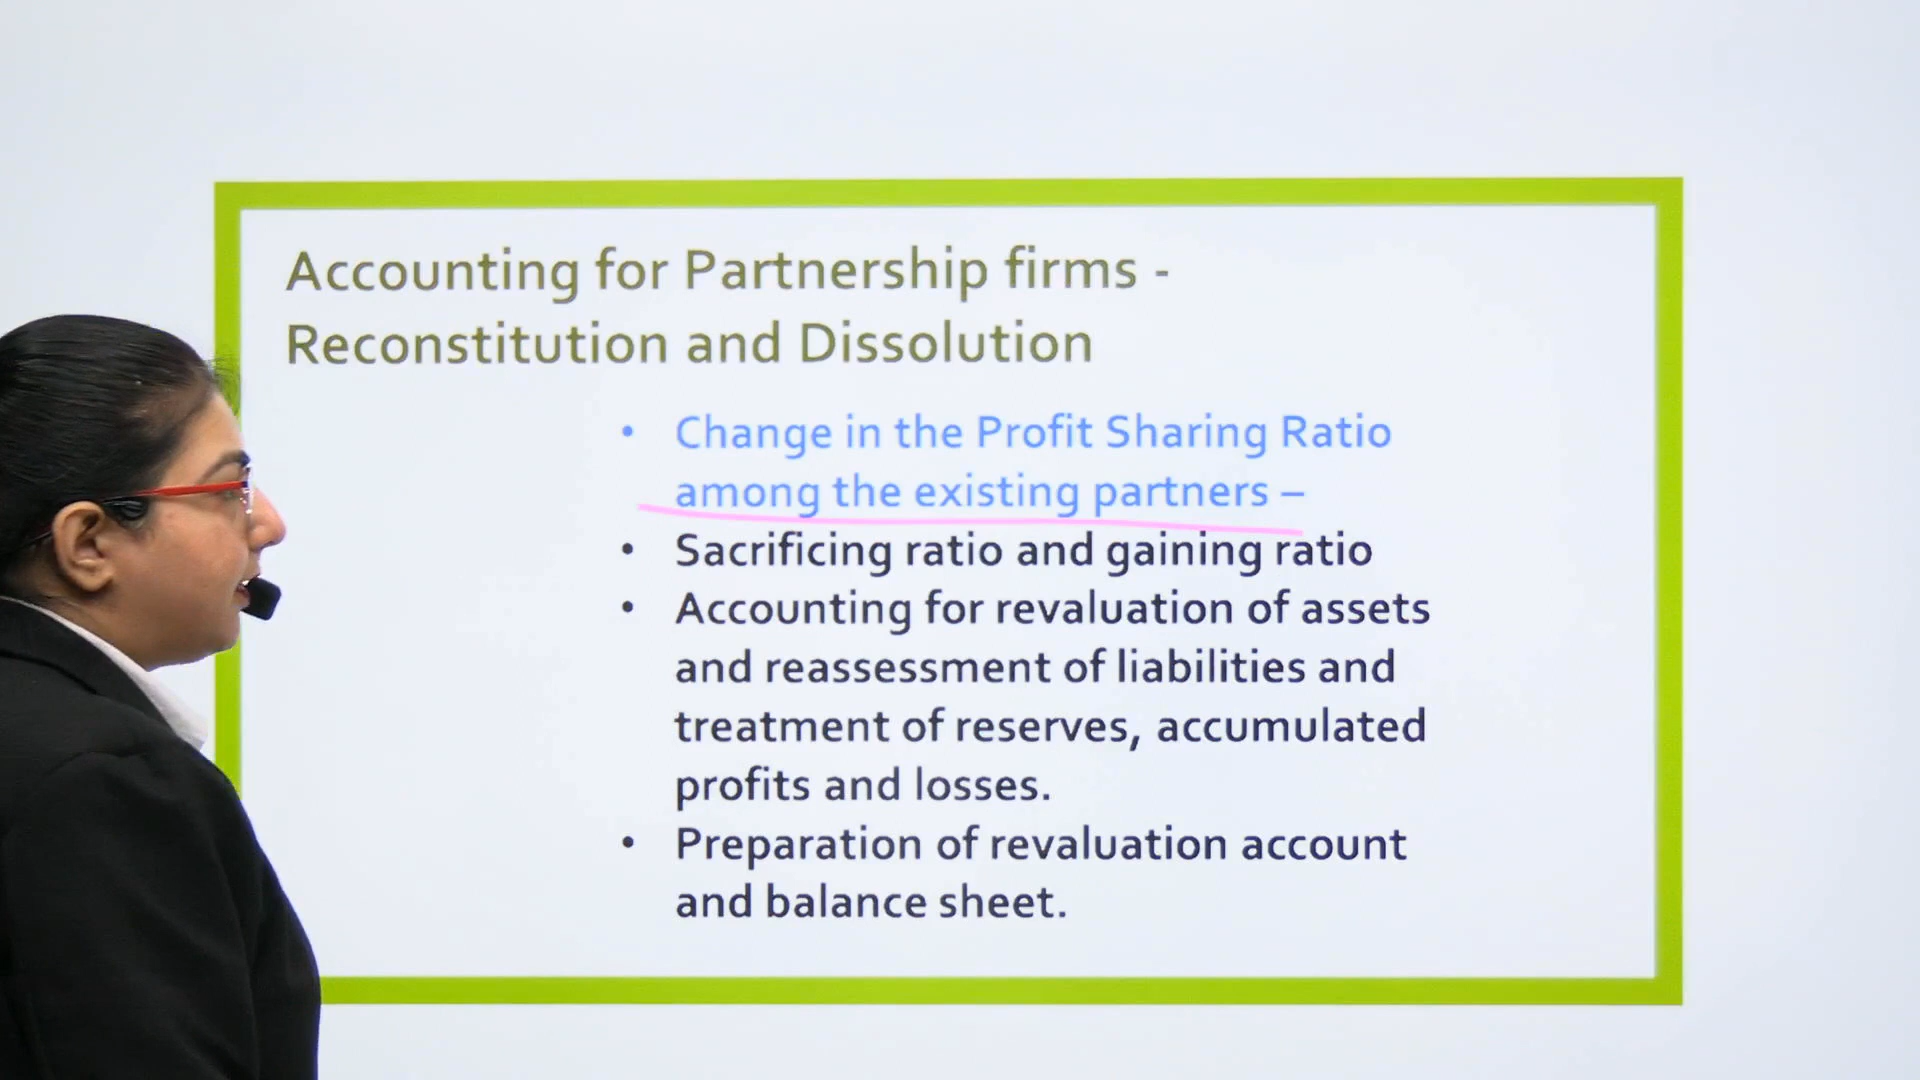 Accounting for Partnership firms -
Reconstitution and Dissolution
• Change in the Profit Sharing Ratio
among the existing partners –
• Sacrificing ratio and gaining ratio
• Accounting for revaluation of assets
and reassessment of liabilities and
treatment of reserves, accumulated
profits and losses.
• Preparation of revaluation account
and balance sheet.